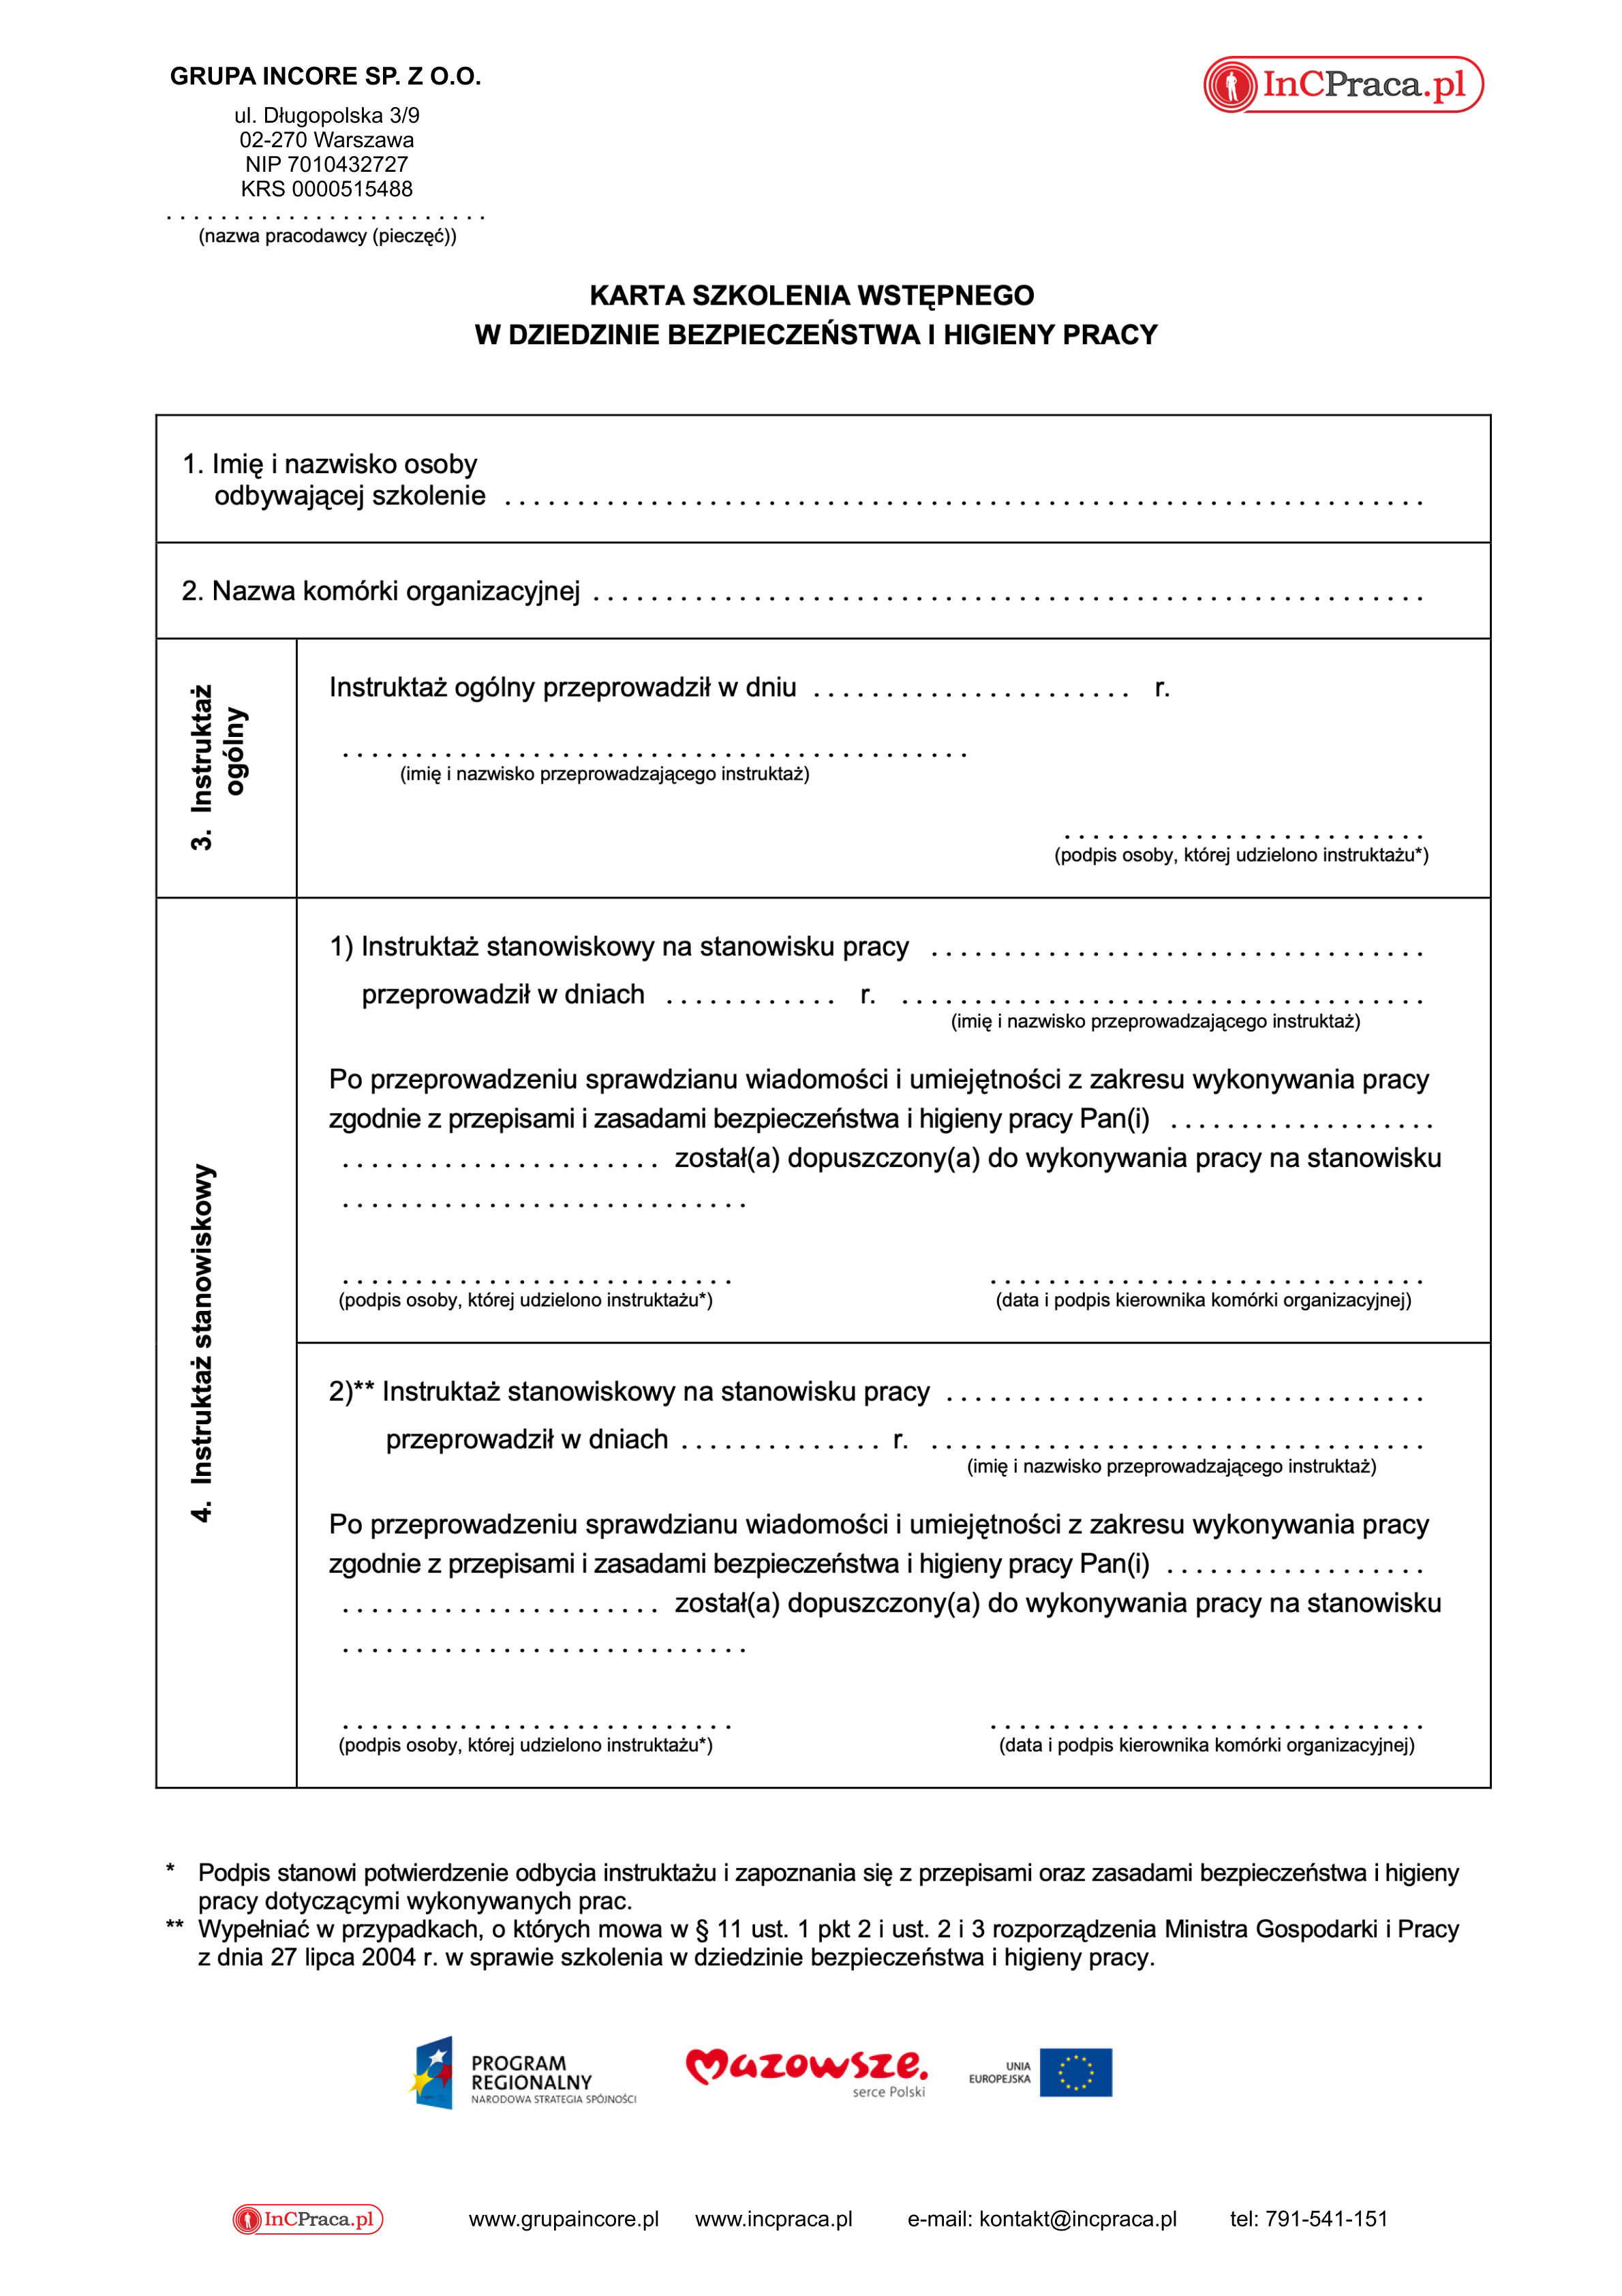 GRUPA INCORE SP. Z O.O.
InCPraca.pl
ul. Długopolska 3/9
02-270 Warszawa
NIP 7010432727
KRS 0000515488
. . . . . . . . . . . . . . . . . . . . . . . .
(nazwa pracodawcy (pieczęć))
KARTA SZKOLENIA WSTĘPNEGO
W DZIEDZINIE BEZPIECZEŃSTWA I HIGIENY PRACY
1. Imię i nazwisko osoby
odbywającej szkolenie . . . . . . . . . . . . . . . . . . . . . . . . . . . . . . . . . . . . . . . . . . . . . . . . . . . . . . . . . . . . . . .
2. Nazwa komórki organizacyjnej . . . . . . . . . . . . . . . . . . . . . . . . . . . . . . . . . . . . . . . . . . . . . . . . . . . . . . . . .
3. Instruktaż
ogólny
Instruktaż ogólny przeprowadził w dniu . . . . . . . . . . . . . . . . . . . . . . r.
. . . . . . . . . . . . . . . . . . . . . . . . . . . . . . . . . . . . . . . . . . .
(imię i nazwisko przeprowadzającego instruktaż)
. . . . . . . . . . . . . . . . . . . . . . . . .
(podpis osoby, której udzielono instruktażu*)
4. Instruktaż stanowiskowy
1) Instruktaż stanowiskowy na stanowisku pracy . . . . . . . . . . . . . . . . . . . . . . . . . . . . . . . . . .
przeprowadził w dniach . . . . . . . . . . . . r. . . . . . . . . . . . . . . . . . . . . . . . . . . . . . . . . . . . .
(imię i nazwisko przeprowadzającego instruktaż)
Po przeprowadzeniu sprawdzianu wiadomości i umiejętności z zakresu wykonywania pracy
zgodnie z przepisami i zasadami bezpieczeństwa i higieny pracy Pan(i) . . . . . . . . . . . . . . . . . .
. . . . . . . . . . . . . . . . . . . . . . został(a) dopuszczony(a) do wykonywania pracy na stanowisku
. . . . . . . . . . . . . . . . . . . . . . . . . . . .
. . . . . . . . . . . . . . . . . . . . . . . . . . . . . . . . . . . . . . . . . . . . . . . . . . . . . . . . .
(podpis osoby, której udzielono instruktażu*) (data i podpis kierownika komórki organizacyjnej)
2)** Instruktaż stanowiskowy na stanowisku pracy . . . . . . . . . . . . . . . . . . . . . . . . . . . . . . . . .
przeprowadził w dniach . . . . . . . . . . . . . . r. . . . . . . . . . . . . . . . . . . . . . . . . . . . . . . . . . .
(imię i nazwisko przeprowadzającego instruktaż)
Po przeprowadzeniu sprawdzianu wiadomości i umiejętności z zakresu wykonywania pracy
zgodnie z przepisami i zasadami bezpieczeństwa i higieny pracy Pan(i) . . . . . . . . . . . . . . . . . .
. . . . . . . . . . . . . . . . . . . . . . został(a) dopuszczony(a) do wykonywania pracy na stanowisku
. . . . . . . . . . . . . . . . . . . . . . . . . . . .
. . . . . . . . . . . . . . . . . . . . . . . . . . . . . . . . . . . . . . . . . . . . . . . . . . . . . . . . .
(podpis osoby, której udzielono instruktażu*) (data i podpis kierownika komórki organizacyjnej)
* Podpis stanowi potwierdzenie odbycia instruktażu i zapoznania się z przepisami oraz zasadami bezpieczeństwa i higieny
pracy dotyczącymi wykonywanych prac.
** Wypełniać w przypadkach, o których mowa w § 11 ust. 1 pkt 2 i ust. 2 i 3 rozporządzenia Ministra Gospodarki i Pracy
z dnia 27 lipca 2004 r. w sprawie szkolenia w dziedzinie bezpieczeństwa i higieny pracy.
PROGRAM
REGIONALNY
NARODOWA STRATEGIA SPÓJNOŚCI
mazowsze.
serce Polski
UNIA
EUROPEJSKA
InCPraca.pl www.grupaincore.pl www.incpraca.pl e-mail: kontakt@incpraca.pl tel: 791-541-151